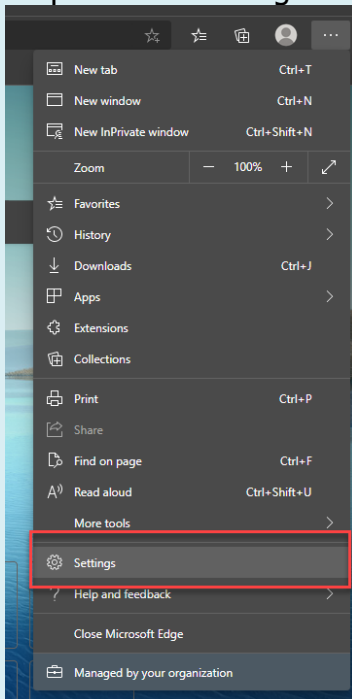 New tab Ctrl+T
New window Ctrl+N
New InPrivate window Ctrl+Shift+N
Zoom — 100% +
Favorites
History
Downloads Ctrl+J
Apps
Extensions
Collections
Print Ctrl+P
Share
Find on page Ctrl+F
Read aloud Ctrl+Shift+U
More tools
Settings
Help and feedback
Close Microsoft Edge
Managed by your organization